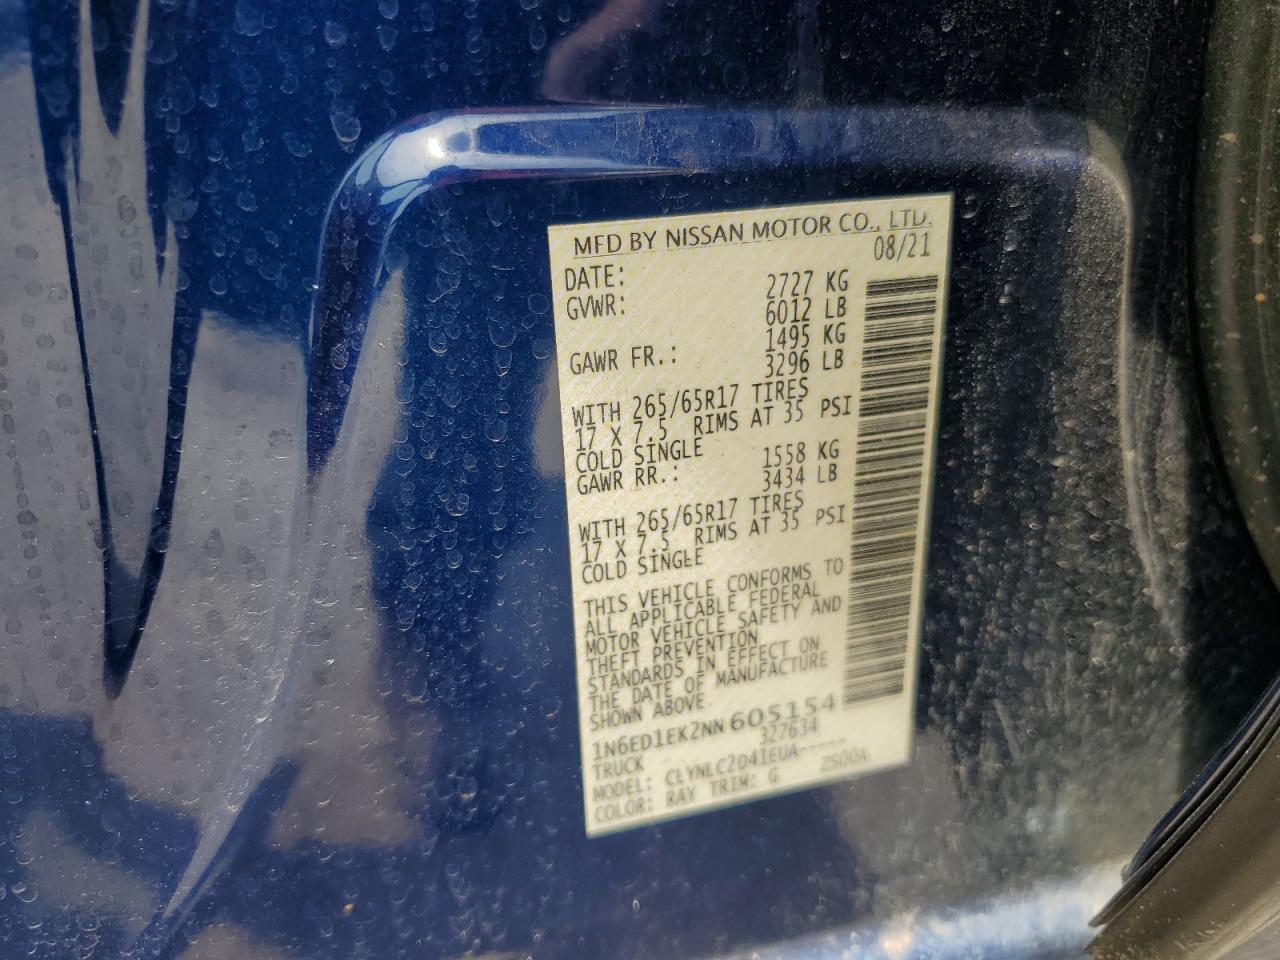 MFD BY NISSAN MOTOR CO., LTD.
DATE: 08/21
GVWR: 2727 KG
6012 LB
GAWR FR.: 1495 KG
3296 LB
WITH 265/65R17 TIRES
17 X 7.5 RIMS AT 35 PSI
COLD SINGLE
GAWR RR.: 1558 KG
3434 LB
WITH 265/65R17 TIRES
17 X 7.5 RIMS AT 35 PSI
COLD SINGLE
THIS VEHICLE CONFORMS TO
ALL APPLICABLE FEDERAL
MOTOR VEHICLE SAFETY AND
THEFT PREVENTION
STANDARDS IN EFFECT ON
THE DATE OF MANUFACTURE
SHOWN ABOVE.
1N6ED1EK2NN605154
TRUCK 327634
MODEL: CLYNLC2D41EUA-----
COLOR: RAY TRIM: G ZS00A